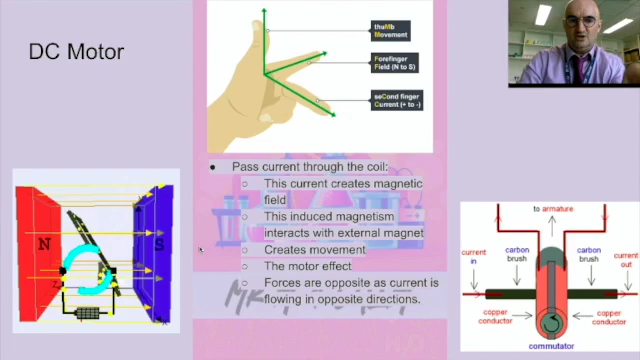 DC Motor
thuMb
Movement
Forefinger
Field (N to S)
seCond finger
Current (+ to -)
Pass current through the coil:
This current creates magnetic
field
This induced magnetism
interacts with external magnet
Creates movement
The motor effect
Forces are opposite as current is
flowing in opposite directions.
N
S
to armature
current
in
carbon
brush
carbon
brush
current
out
copper
conductor
copper
conductor
commutator